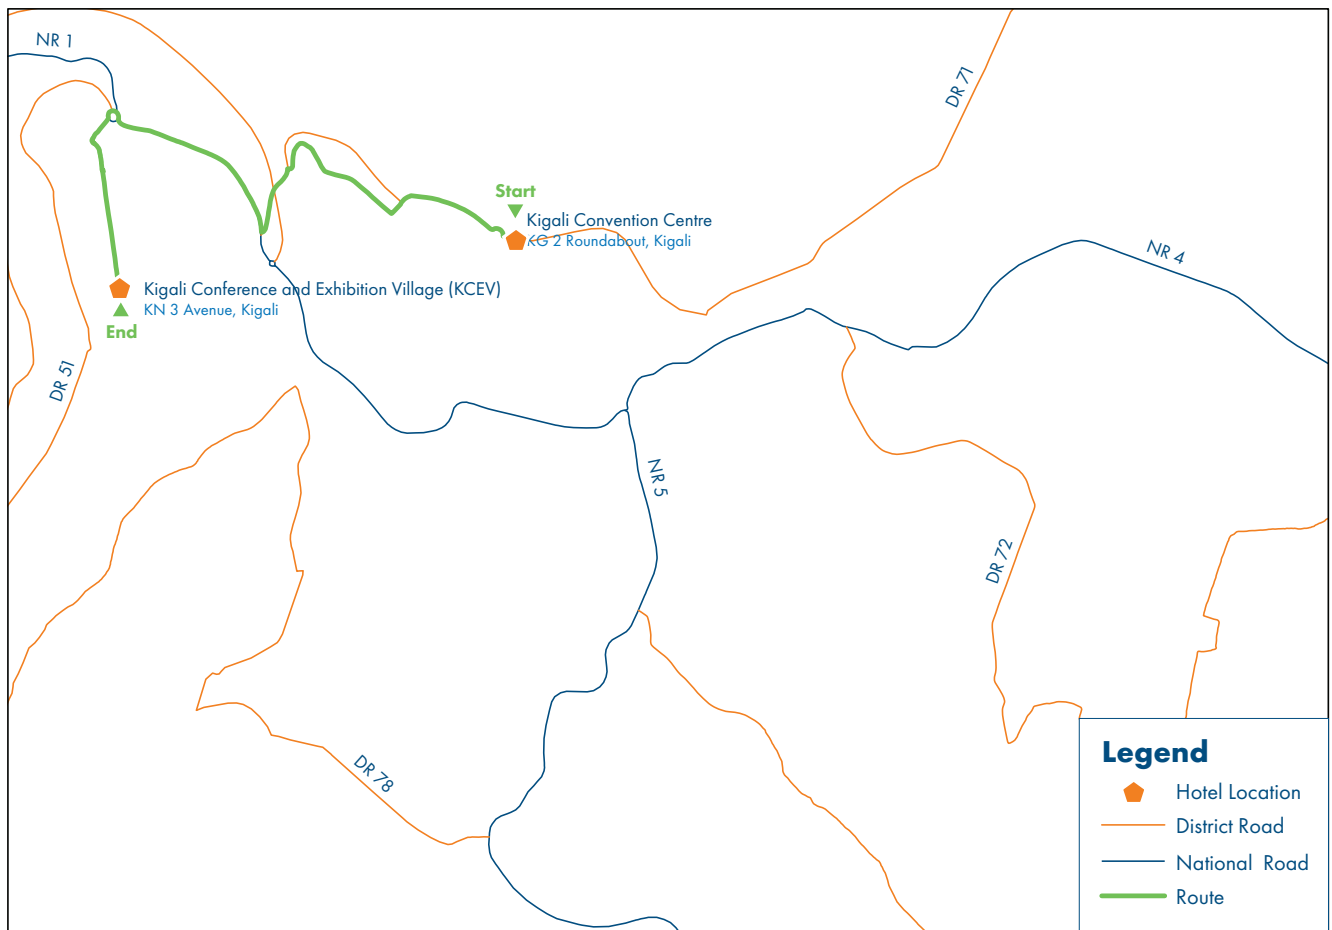 NR 1
DR 71
Start
Kigali Convention Centre
KG 2 Roundabout, Kigali
NR 4
Kigali Conference and Exhibition Village (KCEV)
KN 3 Avenue, Kigali
End
DR 51
NR 5
DR 72
DR 78
Legend
Hotel Location
District Road
National Road
Route